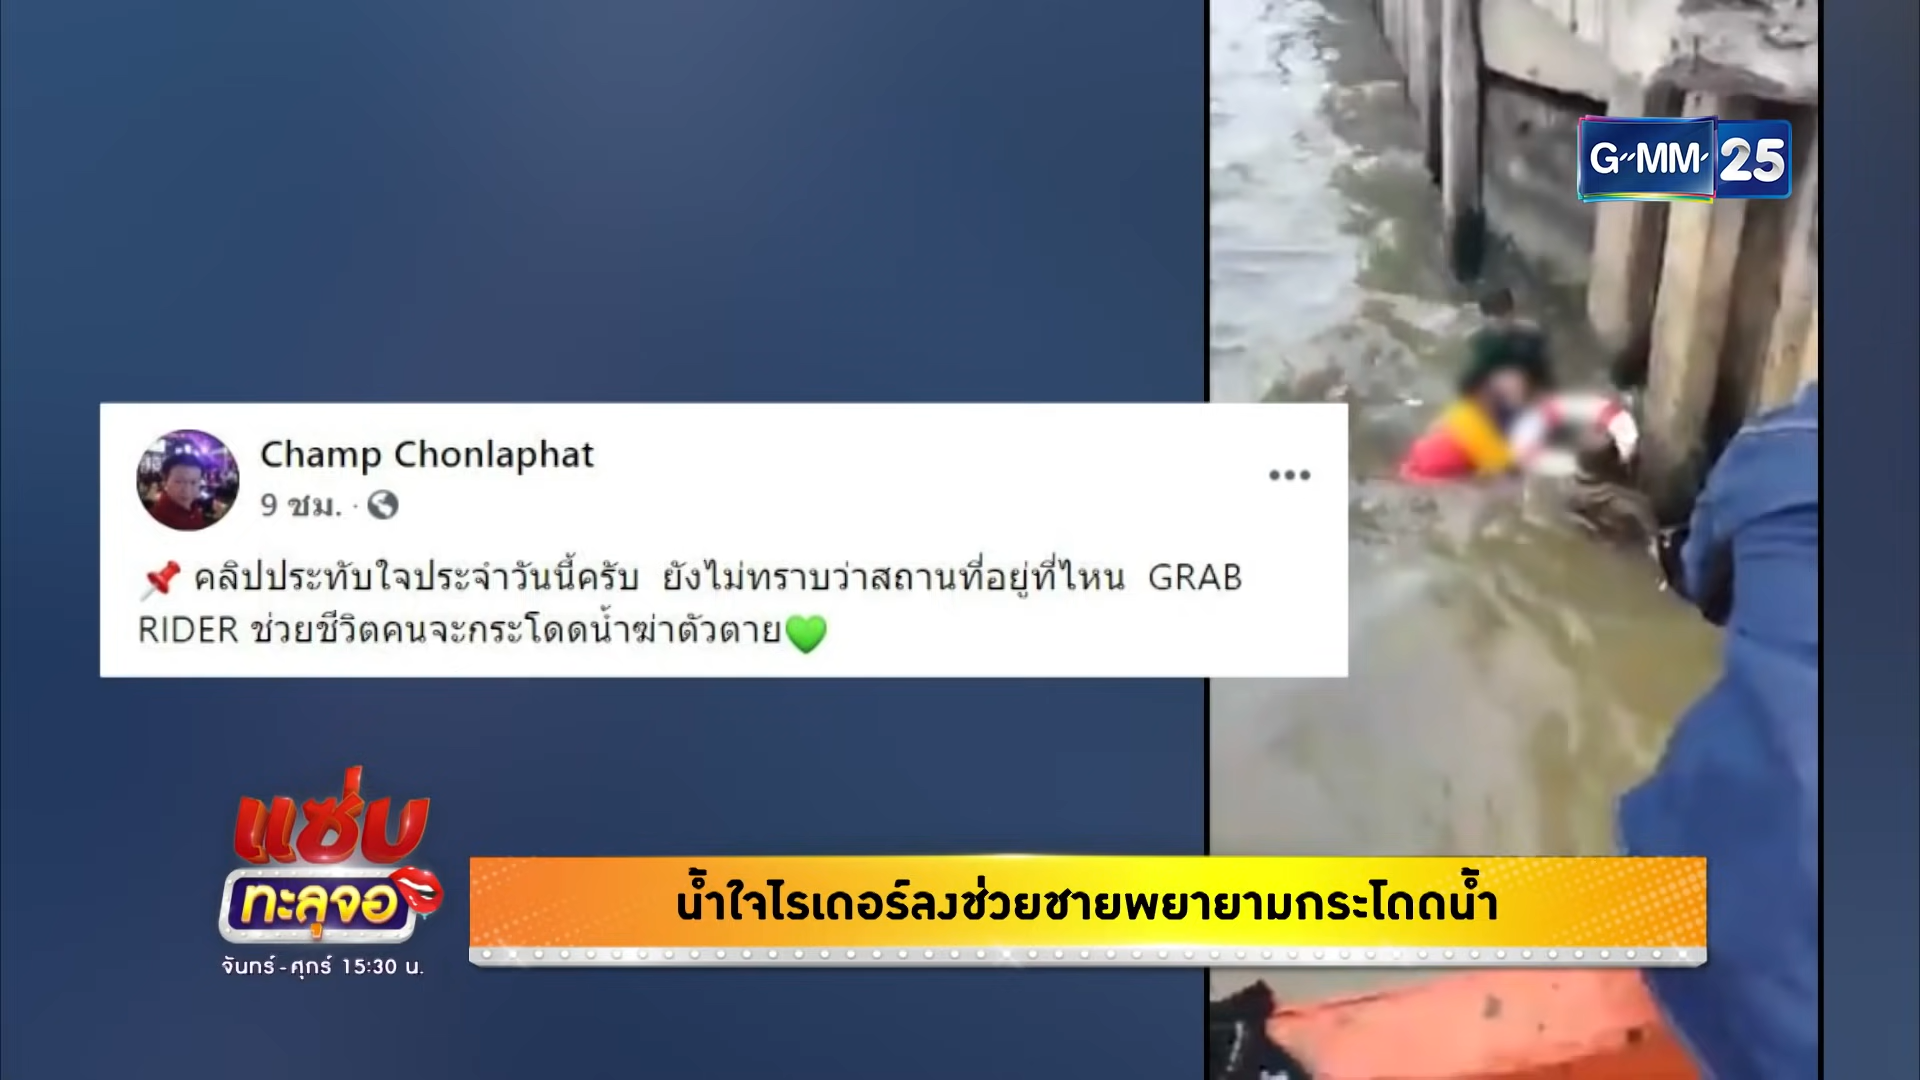 G-MM 25
Champ Chonlaphat
9 ชม. ·
📌 คลิปประทับใจประจำวันนี้ครับ ยังไม่ทราบว่าสถานที่อยู่ที่ไหน GRAB
RIDER ช่วยชีวิตคนจะกระโดดน้ำฆ่าตัวตาย💚
แซ่บ
ทะลุจอ
จันทร์-ศุกร์ 15:30 น.
น้ำใจไรเดอร์ลงช่วยชายพยายามกระโดดน้ำ